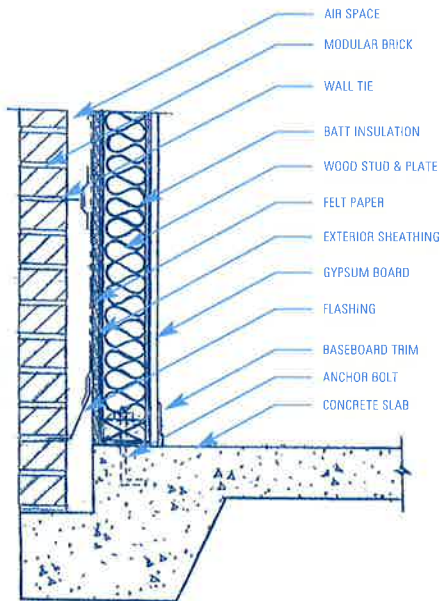 AIR SPACE
MODULAR BRICK
WALL TIE
BATT INSULATION
WOOD STUD & PLATE
FELT PAPER
EXTERIOR SHEATHING
GYPSUM BOARD
FLASHING
BASEBOARD TRIM
ANCHOR BOLT
CONCRETE SLAB